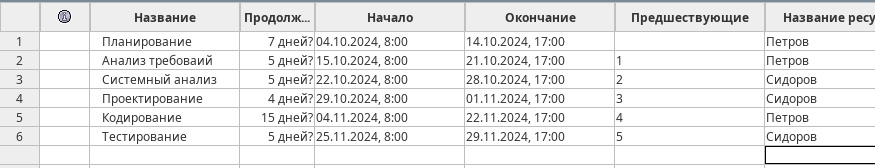 Название Продолж... Начало Окончание Предшествующие Название ресу
1 Планирование 7 дней? 04.10.2024, 8:00 14.10.2024, 17:00 Петров
2 Анализ требоваий 5 дней? 15.10.2024, 8:00 21.10.2024, 17:00 1 Петров
3 Системный анализ 5 дней? 22.10.2024, 8:00 28.10.2024, 17:00 2 Сидоров
4 Проектирование 4 дней? 29.10.2024, 8:00 01.11.2024, 17:00 3 Сидоров
5 Кодирование 15 дней? 04.11.2024, 8:00 22.11.2024, 17:00 4 Петров
6 Тестирование 5 дней? 25.11.2024, 8:00 29.11.2024, 17:00 5 Сидоров